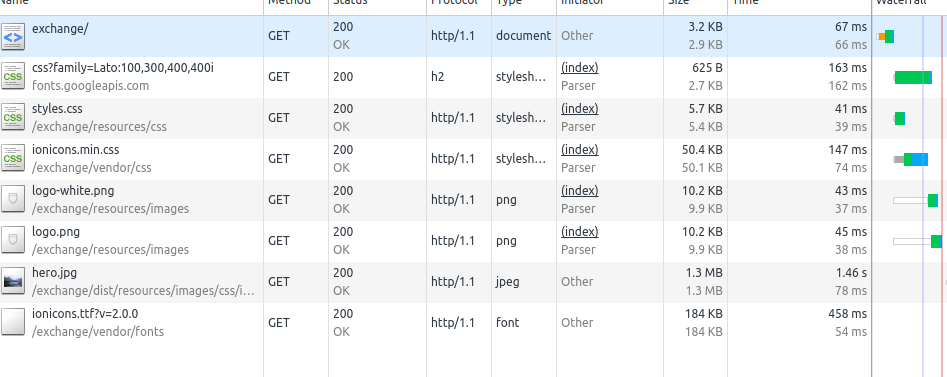 Method Status Protocol Type Initiator Size Time Waterfall
exchange/ GET 200 http/1.1 document Other 3.2 KB 67 ms
OK 2.9 KB 66 ms
css?family=Lato:100,300,400,400i GET 200 h2 stylesh… (index) 625 B 163 ms
fonts.googleapis.com Parser 2.7 KB 162 ms
styles.css GET 200 http/1.1 stylesh… (index) 5.7 KB 41 ms
/exchange/resources/css OK Parser 5.4 KB 39 ms
ionicons.min.css GET 200 http/1.1 stylesh… (index) 50.4 KB 147 ms
/exchange/vendor/css OK Parser 50.1 KB 74 ms
logo-white.png GET 200 http/1.1 png (index) 10.2 KB 43 ms
/exchange/resources/images OK Parser 9.9 KB 37 ms
logo.png GET 200 http/1.1 png (index) 10.2 KB 45 ms
/exchange/resources/images OK Parser 9.9 KB 38 ms
hero.jpg GET 200 http/1.1 jpeg Other 1.3 MB 1.46 s
/exchange/dist/resources/images/css/i… OK 1.3 MB 78 ms
ionicons.ttf?v=2.0.0 GET 200 http/1.1 font Other 184 KB 458 ms
/exchange/vendor/fonts OK 184 KB 54 ms